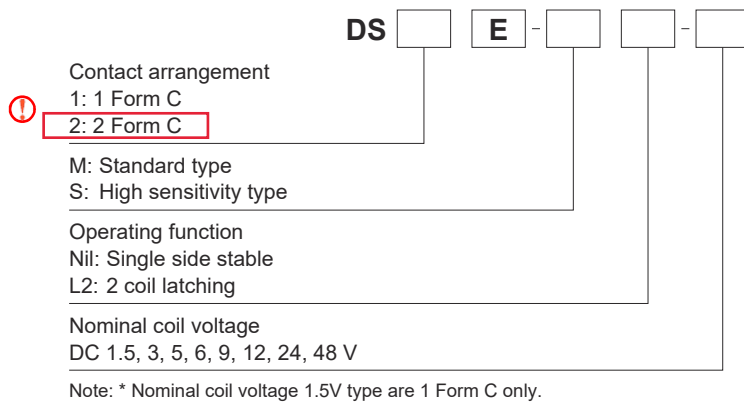 DS E - -
Contact arrangement
1: 1 Form C
2: 2 Form C
M: Standard type
S: High sensitivity type
Operating function
Nil: Single side stable
L2: 2 coil latching
Nominal coil voltage
DC 1.5, 3, 5, 6, 9, 12, 24, 48 V
Note: * Nominal coil voltage 1.5V type are 1 Form C only.